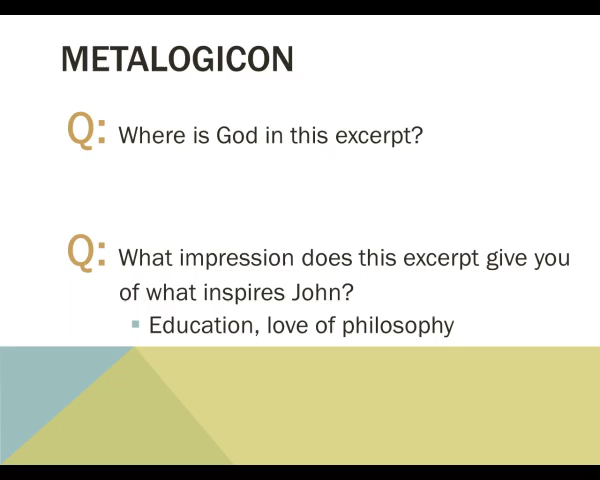 METALOGICON
Q: Where is God in this excerpt?
Q: What impression does this excerpt give you
of what inspires John?
Education, love of philosophy